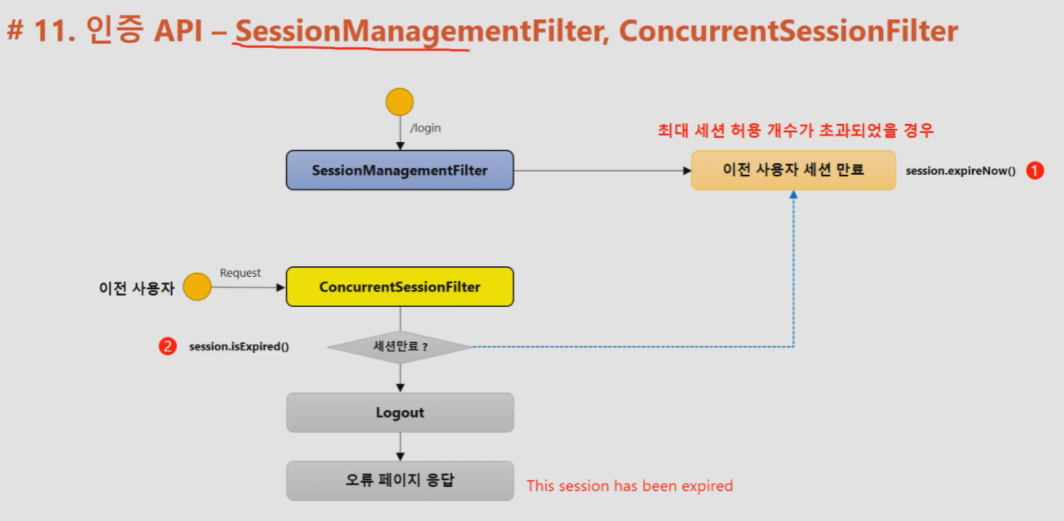 # 11. 인증 API – SessionManagementFilter, ConcurrentSessionFilter
/login
최대 세션 허용 개수가 초과되었을 경우
SessionManagementFilter
이전 사용자 세션 만료
session.expireNow()
1
이전 사용자
Request
ConcurrentSessionFilter
2
session.isExpired()
세션만료 ?
Logout
오류 페이지 응답
This session has been expired